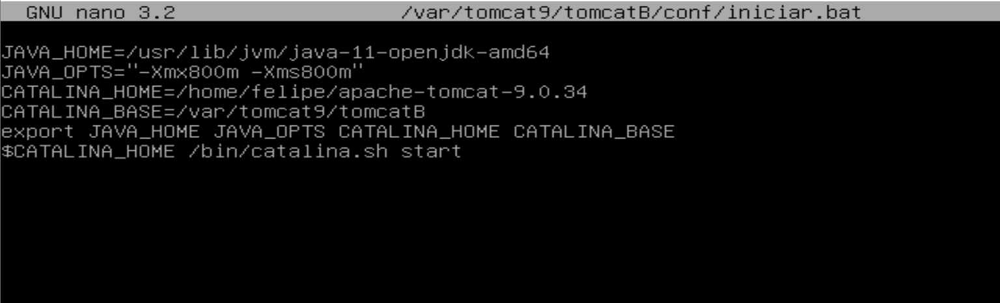 GNU nano 3.2 /var/tomcat9/tomcatB/conf/iniciar.bat
JAVA_HOME=/usr/lib/jvm/java-11-openjdk-amd64
JAVA_OPTS="-Xmx800m -Xms800m"
CATALINA_HOME=/home/felipe/apache-tomcat-9.0.34
CATALINA_BASE=/var/tomcat9/tomcatB
export JAVA_HOME JAVA_OPTS CATALINA_HOME CATALINA_BASE
$CATALINA_HOME /bin/catalina.sh start